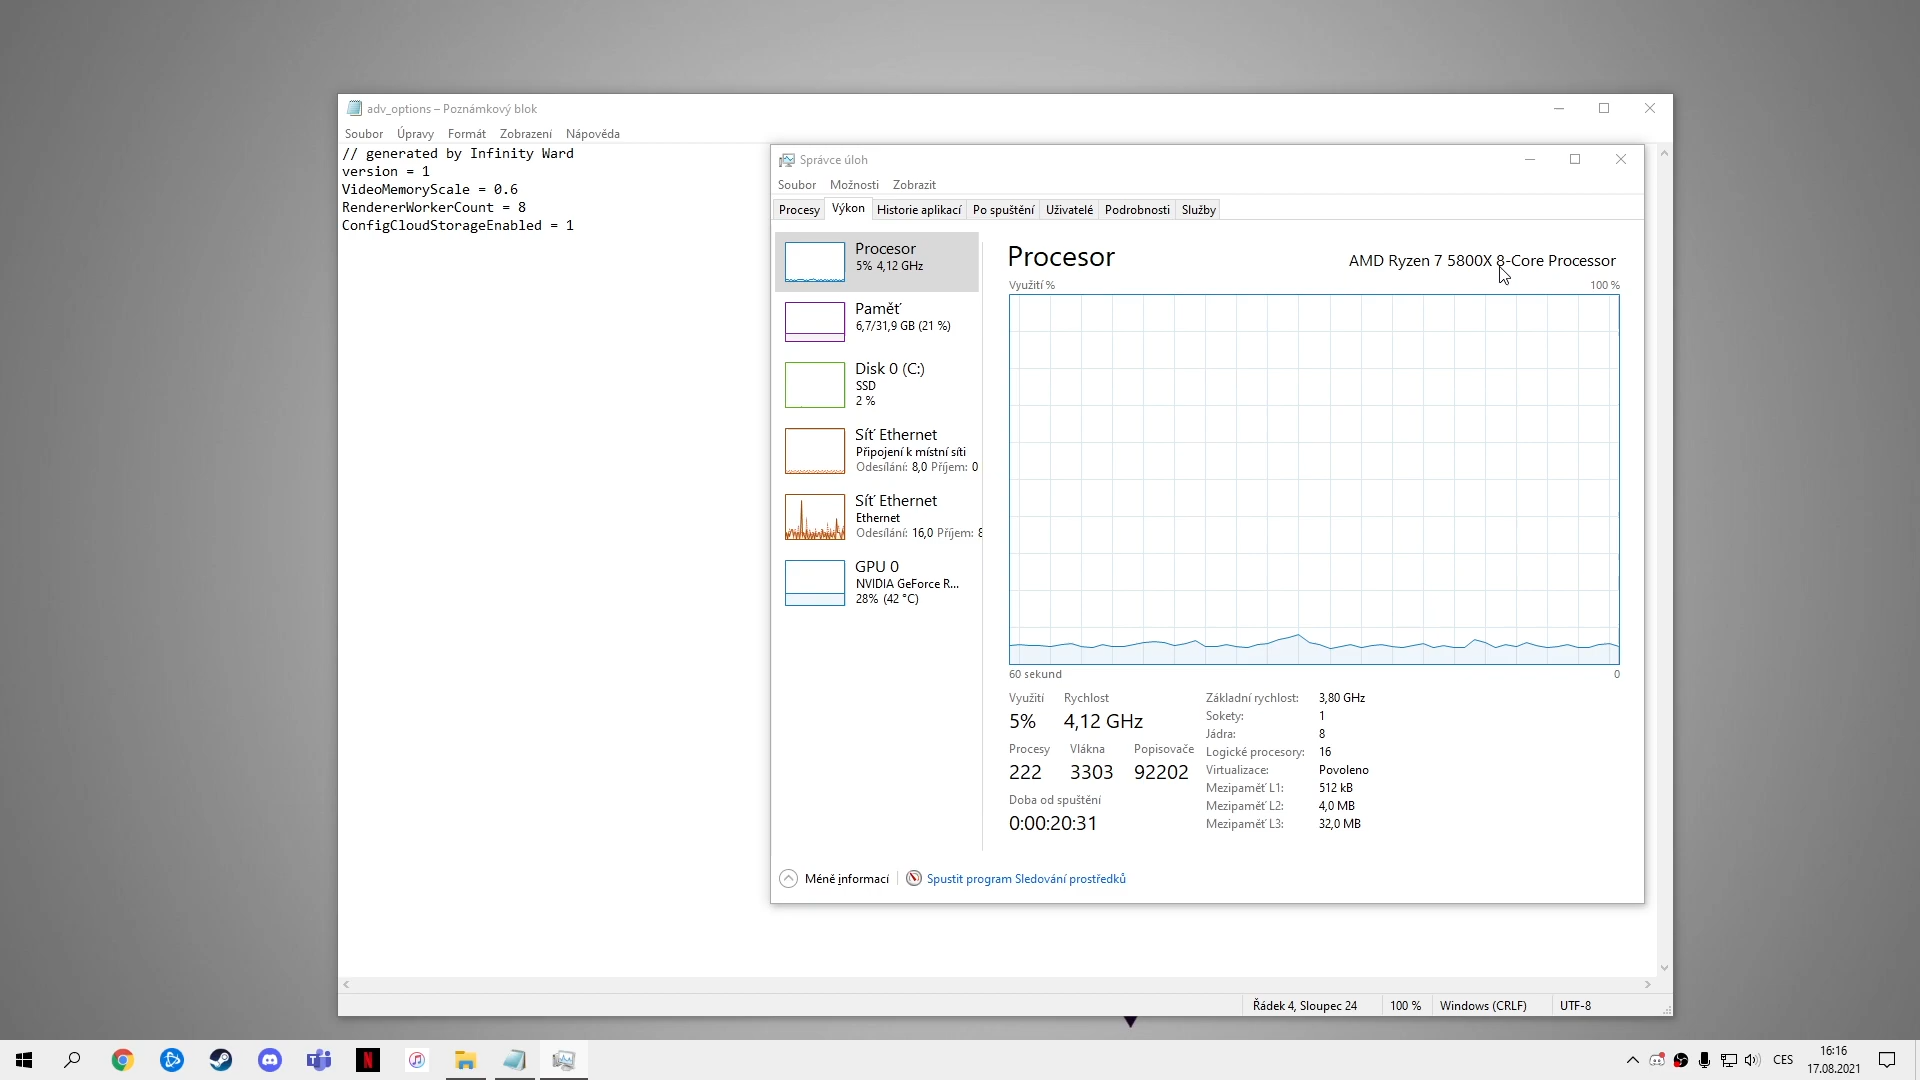 adv_options – Poznámkový blok
Soubor Úpravy Formát Zobrazení Nápověda
// generated by Infinity Ward
version = 1
VideoMemoryScale = 0.6
RendererWorkerCount = 8
ConfigCloudStorageEnabled = 1
Správce úloh
Soubor Možnosti Zobrazit
Procesy Výkon Historie aplikací Po spuštění Uživatelé Podrobnosti Služby
Procesor
5% 4,12 GHz
Paměť
6,7/31,9 GB (21 %)
Disk 0 (C:)
SSD
2 %
Síť Ethernet
Připojení k místní síti
Odesílání: 8,0 Příjem: 0
Síť Ethernet
Ethernet
Odesílání: 16,0 Příjem: 8
GPU 0
NVIDIA GeForce R...
28% (42 °C)
Procesor
AMD Ryzen 7 5800X 8-Core Processor
Využití %
100 %
60 sekund
0
Využití Rychlost
5% 4,12 GHz
Procesy Vlákna Popisovače
222 3303 92202
Doba od spuštění
0:00:20:31
Základní rychlost: 3,80 GHz
Sokety: 1
Jádra: 8
Logické procesory: 16
Virtualizace: Povoleno
Mezipaměť L1: 512 kB
Mezipaměť L2: 4,0 MB
Mezipaměť L3: 32,0 MB
Méně informací
Spustit program Sledování prostředků
Řádek 4, Sloupec 24
100 %
Windows (CRLF)
UTF-8
CES
16:16
17.08.2021